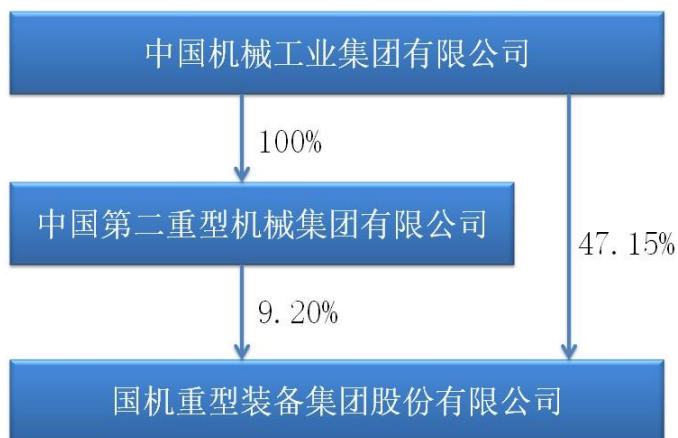 中国机械工业集团有限公司
100%
中国第二重型机械集团有限公司
47.15%
9.20%
国机重型装备集团股份有限公司